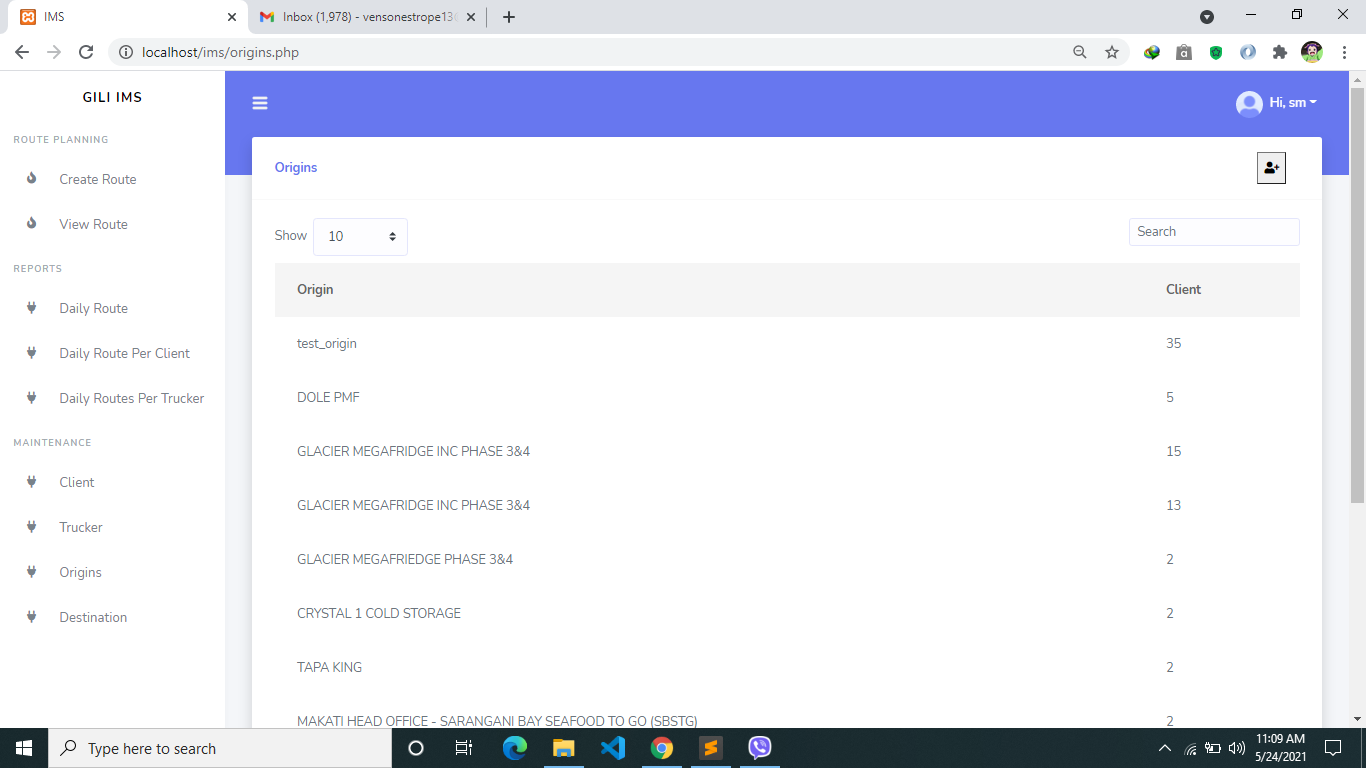 IMS
Inbox (1,978) - vensonestrope13
localhost/ims/origins.php
GILI IMS
Hi, sm
ROUTE PLANNING
Create Route
View Route
REPORTS
Daily Route
Daily Route Per Client
Daily Routes Per Trucker
MAINTENANCE
Client
Trucker
Origins
Destination
Origins
Show 10
Search
Origin Client
test_origin 35
DOLE PMF 5
GLACIER MEGAFRIDGE INC PHASE 3&4 15
GLACIER MEGAFRIDGE INC PHASE 3&4 13
GLACIER MEGAFRIEDGE PHASE 3&4 2
CRYSTAL 1 COLD STORAGE 2
TAPA KING 2
MAKATI HEAD OFFICE - SARANGANI BAY SEAFOOD TO GO (SBSTG) 2
Type here to search
11:09 AM
5/24/2021